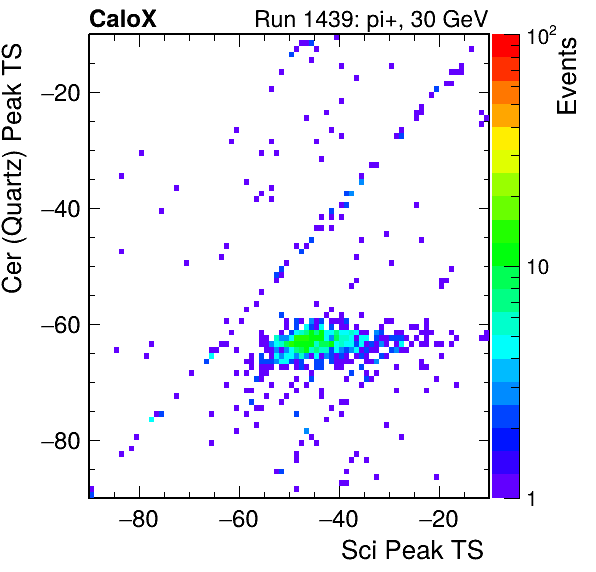 CaloX Run 1439: pi+, 30 GeV
Cer (Quartz) Peak TS
−20
−40
−60
−80
−80 −60 −40 −20
Sci Peak TS
10²
10
1
Events